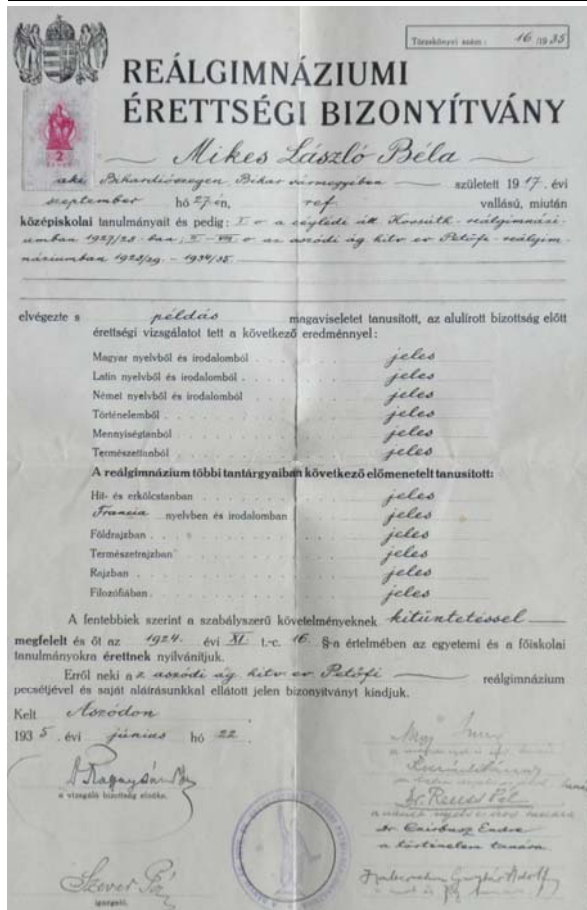 Törzskönyvi szám: 16/1935
2
REÁLGIMNÁZIUMI
ÉRETTSÉGI BIZONYÍTVÁNY
Mikes László Béla
aki Bihardiószegen Bihar vármegyében született 1917. évi
szeptember hó 27-én, ref. vallású, miután
középiskolai tanulmányait és pedig: I o a ceglédi áll Kossuth-reálgimnázi-
umban 1927/28-ban; II-VIII o az aszódi ág hitv ev Petőfi-reálgim-
náziumban 1928/29. - 1934/35
elvégezte s példás magaviseletet tanusított, az alulírott bizottság előtt
érettségi vizsgálatot tett a következő eredménnyel:
Magyar nyelvből és irodalomból jeles
Latin nyelvből és irodalomból jeles
Német nyelvből és irodalomból jeles
Történelemből jeles
Mennyiségtanból jeles
Természettanból jeles
A reálgimnázium többi tantárgyaiban következő előmenetelt tanusított:
Hit- és erkölcstanban jeles
Francia nyelvben és irodalomban jeles
Földrajzban jeles
Természetrajzban jeles
Rajzban jeles
Filozófiában jeles
A fentebbiek szerint a szabályszerű követelményeknek kitüntetéssel
megfelelt és őt az 1924. évi XI. t.-c. 16. §-a értelmében az egyetemi és a főiskolai
tanulmányokra érettnek nyilvánítjuk.
Erről neki a z aszódi ág. hitv. ev. Petőfi reálgimnázium
pecsétjével és saját aláírásunkkal ellátott jelen bizonyítványt kiadjuk.
Kelt Aszódon
1935. évi június hó 22.
a vizsgáló bizottság elnöke.
Dr. Reuss Pál
Dr. Csirbusz Endre
a történelem tanára.
igazgató.